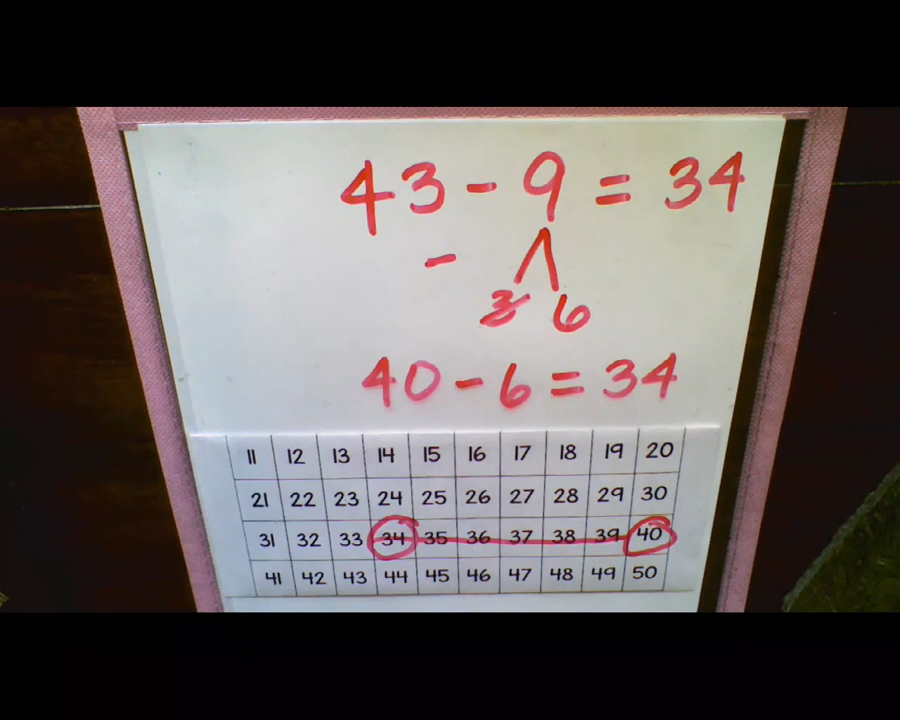 43 - 9 = 34
-
3 6
40 - 6 = 34
11 12 13 14 15 16 17 18 19 20
21 22 23 24 25 26 27 28 29 30
31 32 33 34 35 36 37 38 39 40
41 42 43 44 45 46 47 48 49 50